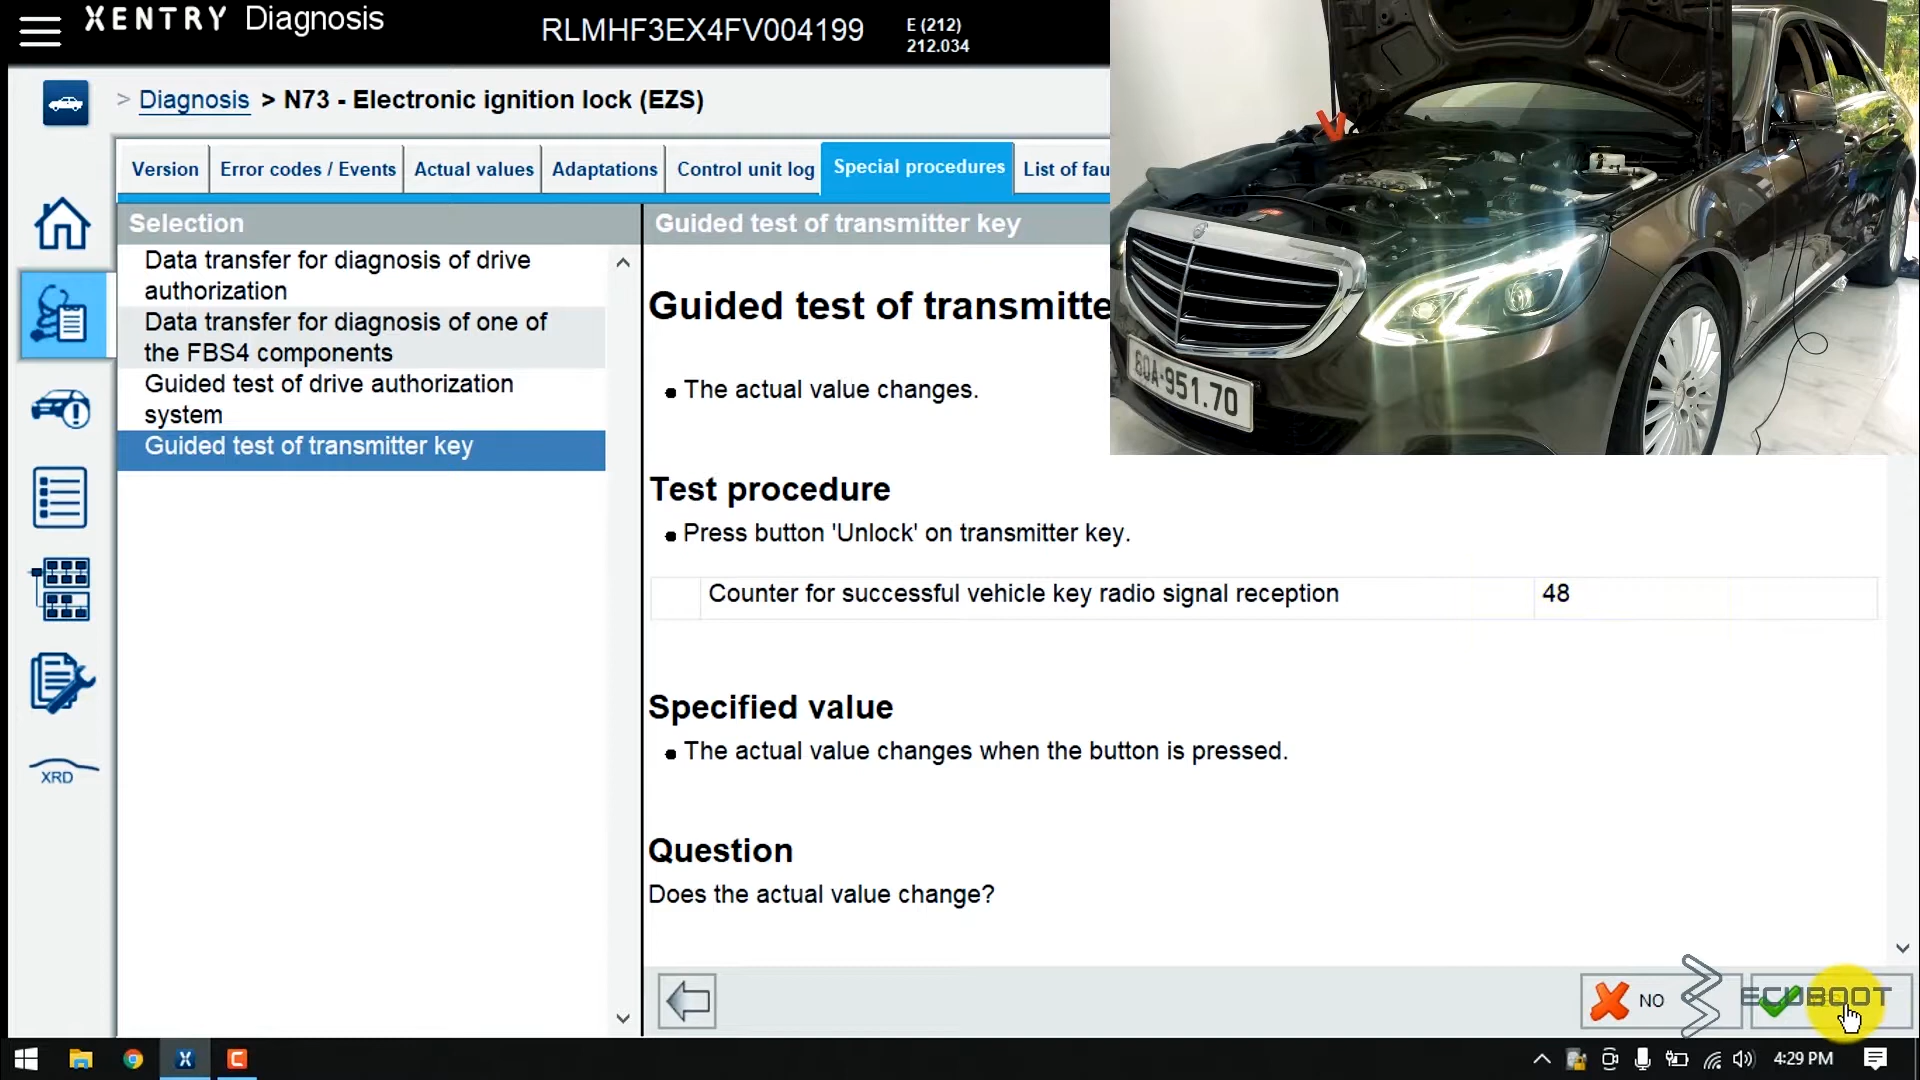 XENTRY Diagnosis
RLMHF3EX4FV004199
E (212)
212.034
> Diagnosis > N73 - Electronic ignition lock (EZS)
Version
Error codes / Events
Actual values
Adaptations
Control unit log
Special procedures
List of fau
Selection
Data transfer for diagnosis of drive
authorization
Data transfer for diagnosis of one of
the FBS4 components
Guided test of drive authorization
system
Guided test of transmitter key
Guided test of transmitter key
Guided test of transmitte
• The actual value changes.
Test procedure
• Press button 'Unlock' on transmitter key.
Counter for successful vehicle key radio signal reception
48
Specified value
• The actual value changes when the button is pressed.
Question
Does the actual value change?
NO
ECUBOOT
XRD
60A-951.70
4:29 PM